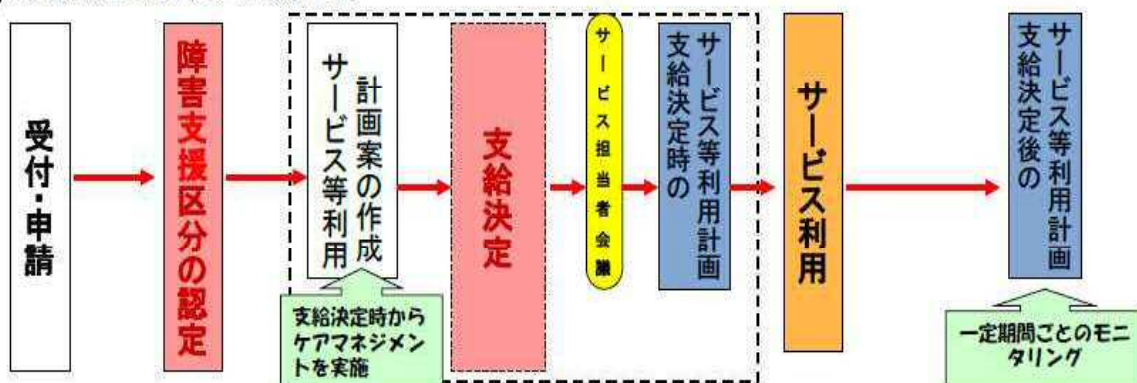 受付・申請
障害支援区分の認定
サービス等利用
計画案の作成
支給決定時から
ケアマネジメン
トを実施
支給決定
サービス担当者会議
支給決定時の
サービス等利用計画
サービス利用
支給決定後の
サービス等利用計画
一定期間ごとのモニ
タリング